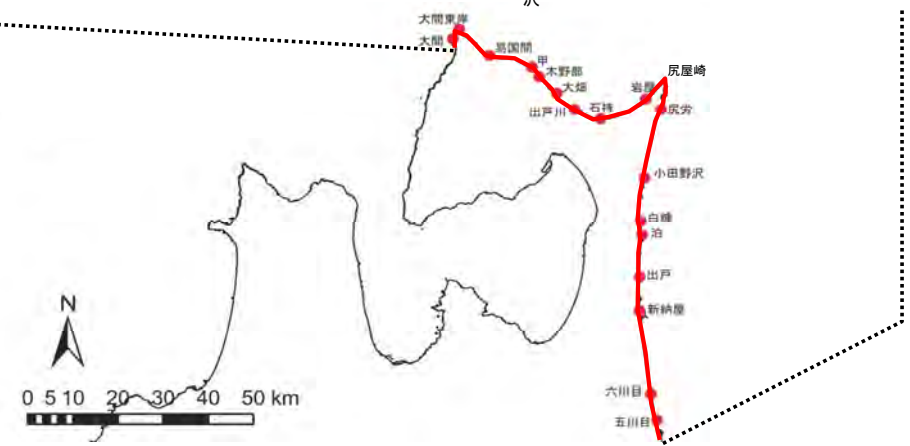 沢
大間東岸
大間
易国間
甲
木野部
大畑
出戸川
石持
岩屋
尻屋崎
尻労
小田野沢
白糠
泊
出戸
新納屋
六川目
五川目
N
0 5 10 20 30 40 50 km